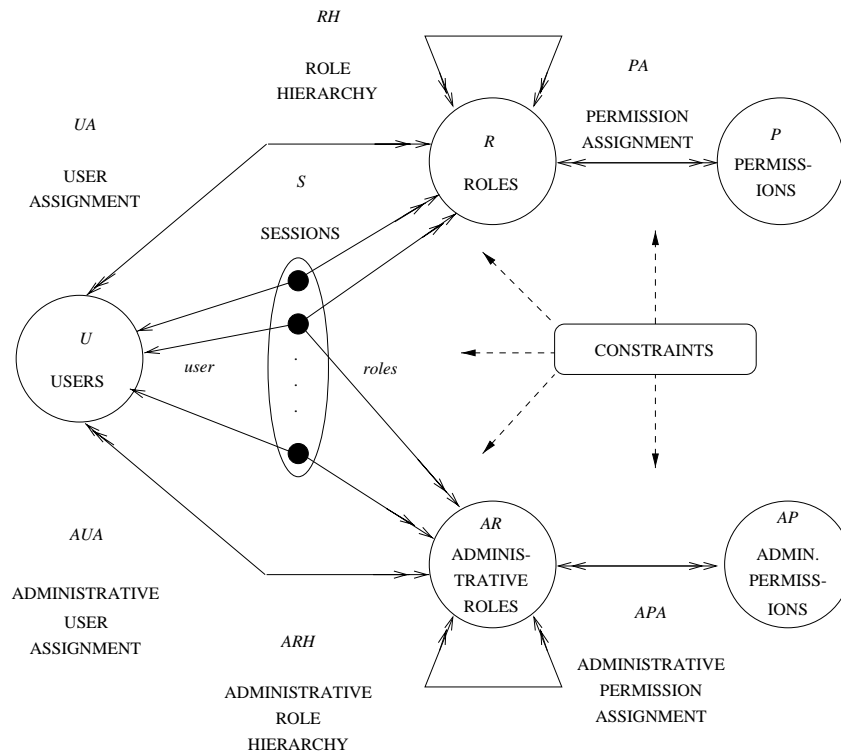 RH
ROLE
HIERARCHY
PA
PERMISSION
ASSIGNMENT
UA
USER
ASSIGNMENT
S
SESSIONS
R
ROLES
P
PERMISS-
IONS
U
USERS
user
.
.
.
.
roles
CONSTRAINTS
AUA
ADMINISTRATIVE
USER
ASSIGNMENT
AR
ADMINIS-
TRATIVE
ROLES
AP
ADMIN.
PERMISS-
IONS
ARH
ADMINISTRATIVE
ROLE
HIERARCHY
APA
ADMINISTRATIVE
PERMISSION
ASSIGNMENT